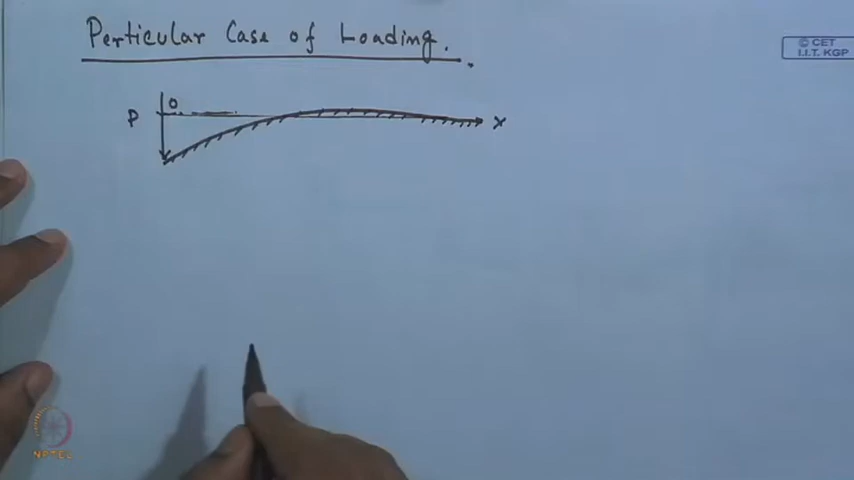 Perticular Case of Loading.
© CET
I.I.T. KGP
O
P
X
NPTEL